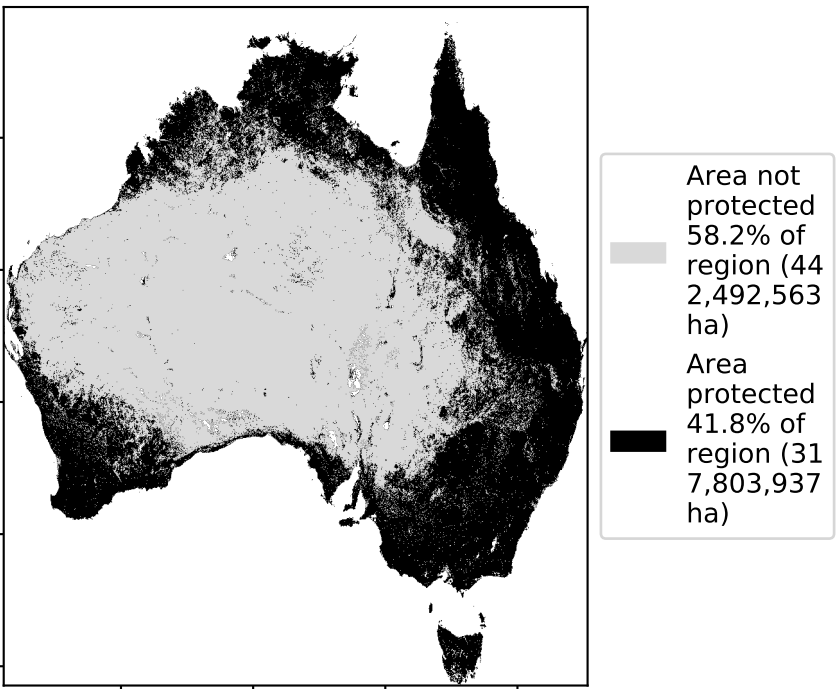 Area not
protected
58.2% of
region (44
2,492,563
ha)
Area
protected
41.8% of
region (31
7,803,937
ha)